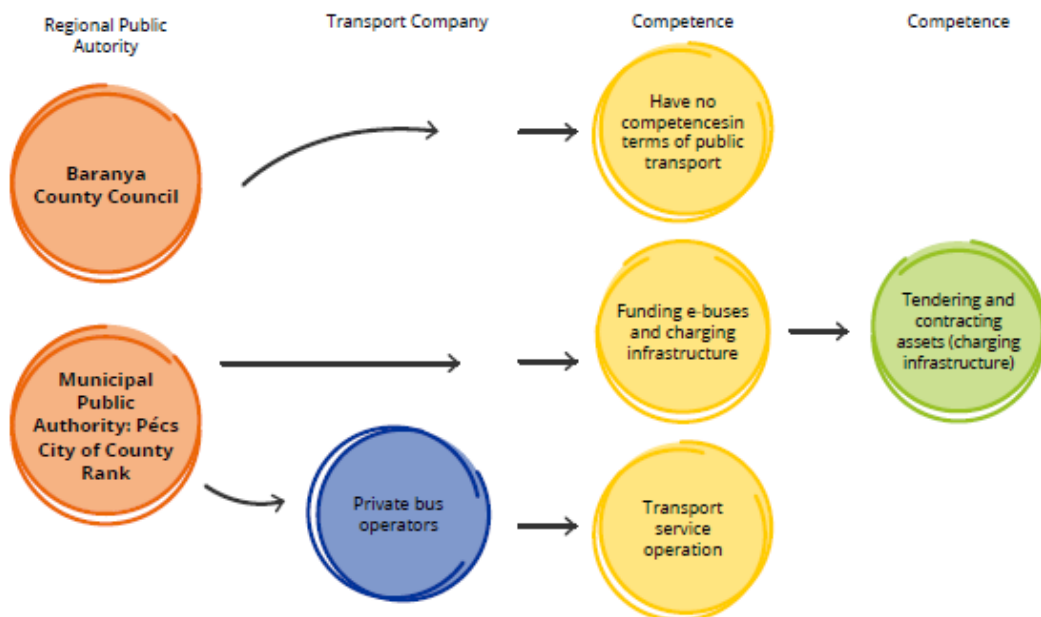 Regional Public
Autority
Transport Company
Competence
Competence
Baranya
County Council
Have no
competencesin
terms of public
transport
Municipal
Public
Authority: Pécs
City of County
Rank
Funding e-buses
and charging
infrastructure
Tendering and
contracting
assets (charging
infrastructure)
Private bus
operators
Transport
service
operation